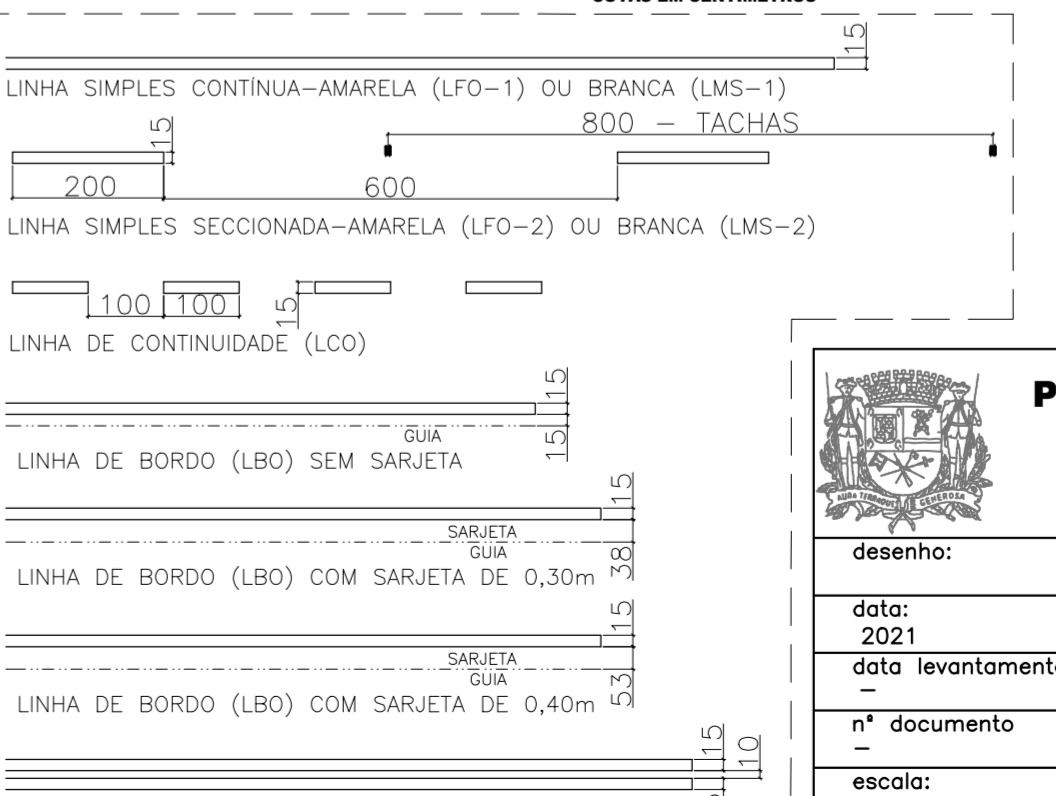 15
LINHA SIMPLES CONTÍNUA-AMARELA (LFO-1) OU BRANCA (LMS-1)
15
800 - TACHAS
200
600
LINHA SIMPLES SECCIONADA-AMARELA (LFO-2) OU BRANCA (LMS-2)
100
100
15
LINHA DE CONTINUIDADE (LCO)
15
GUIA
15
LINHA DE BORDO (LBO) SEM SARJETA
15
SARJETA
GUIA
38
LINHA DE BORDO (LBO) COM SARJETA DE 0,30m
15
SARJETA
GUIA
53
LINHA DE BORDO (LBO) COM SARJETA DE 0,40m
15
10
P
GENEROSA
desenho:
data:
2021
data levantamento
-
nº documento
-
escala: